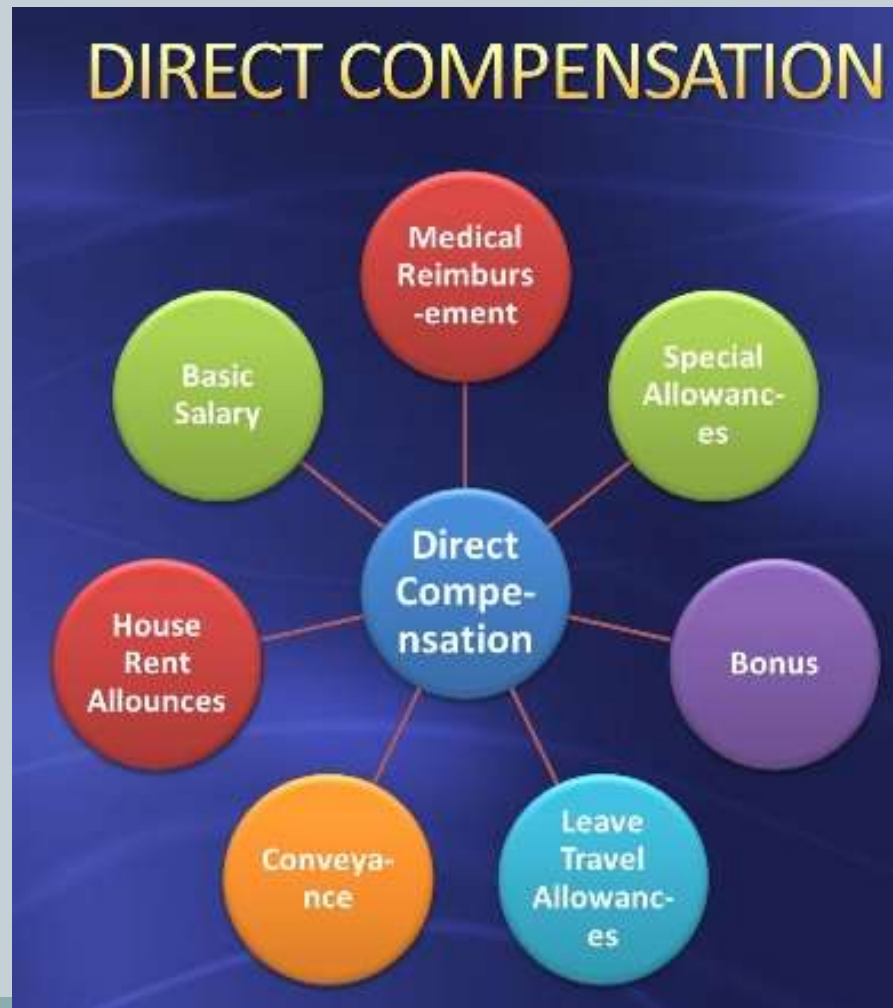 DIRECT COMPENSATION
Medical
Reimburs
-ement
Special
Allowanc-
es
Bonus
Leave
Travel
Allowanc-
es
Conveya-
nce
House
Rent
Allounces
Basic
Salary
Direct
Compe-
nsation